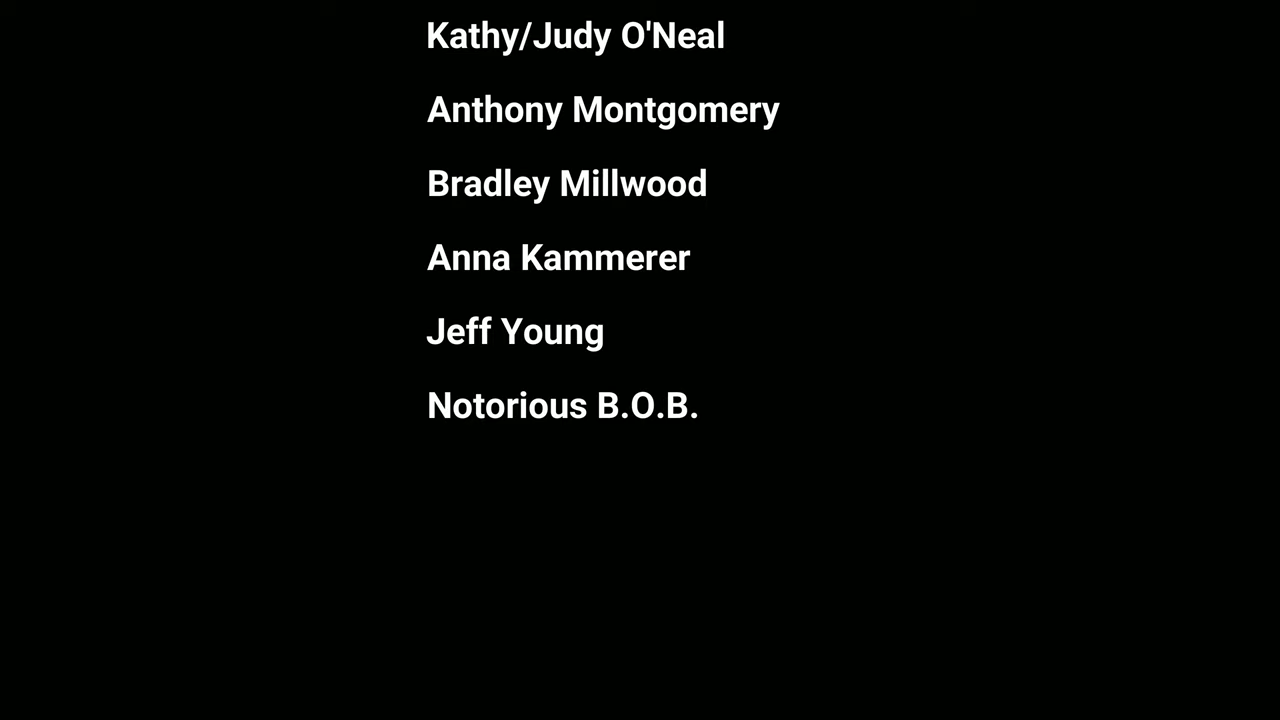 Kathy/Judy O'Neal
Anthony Montgomery
Bradley Millwood
Anna Kammerer
Jeff Young
Notorious B.O.B.